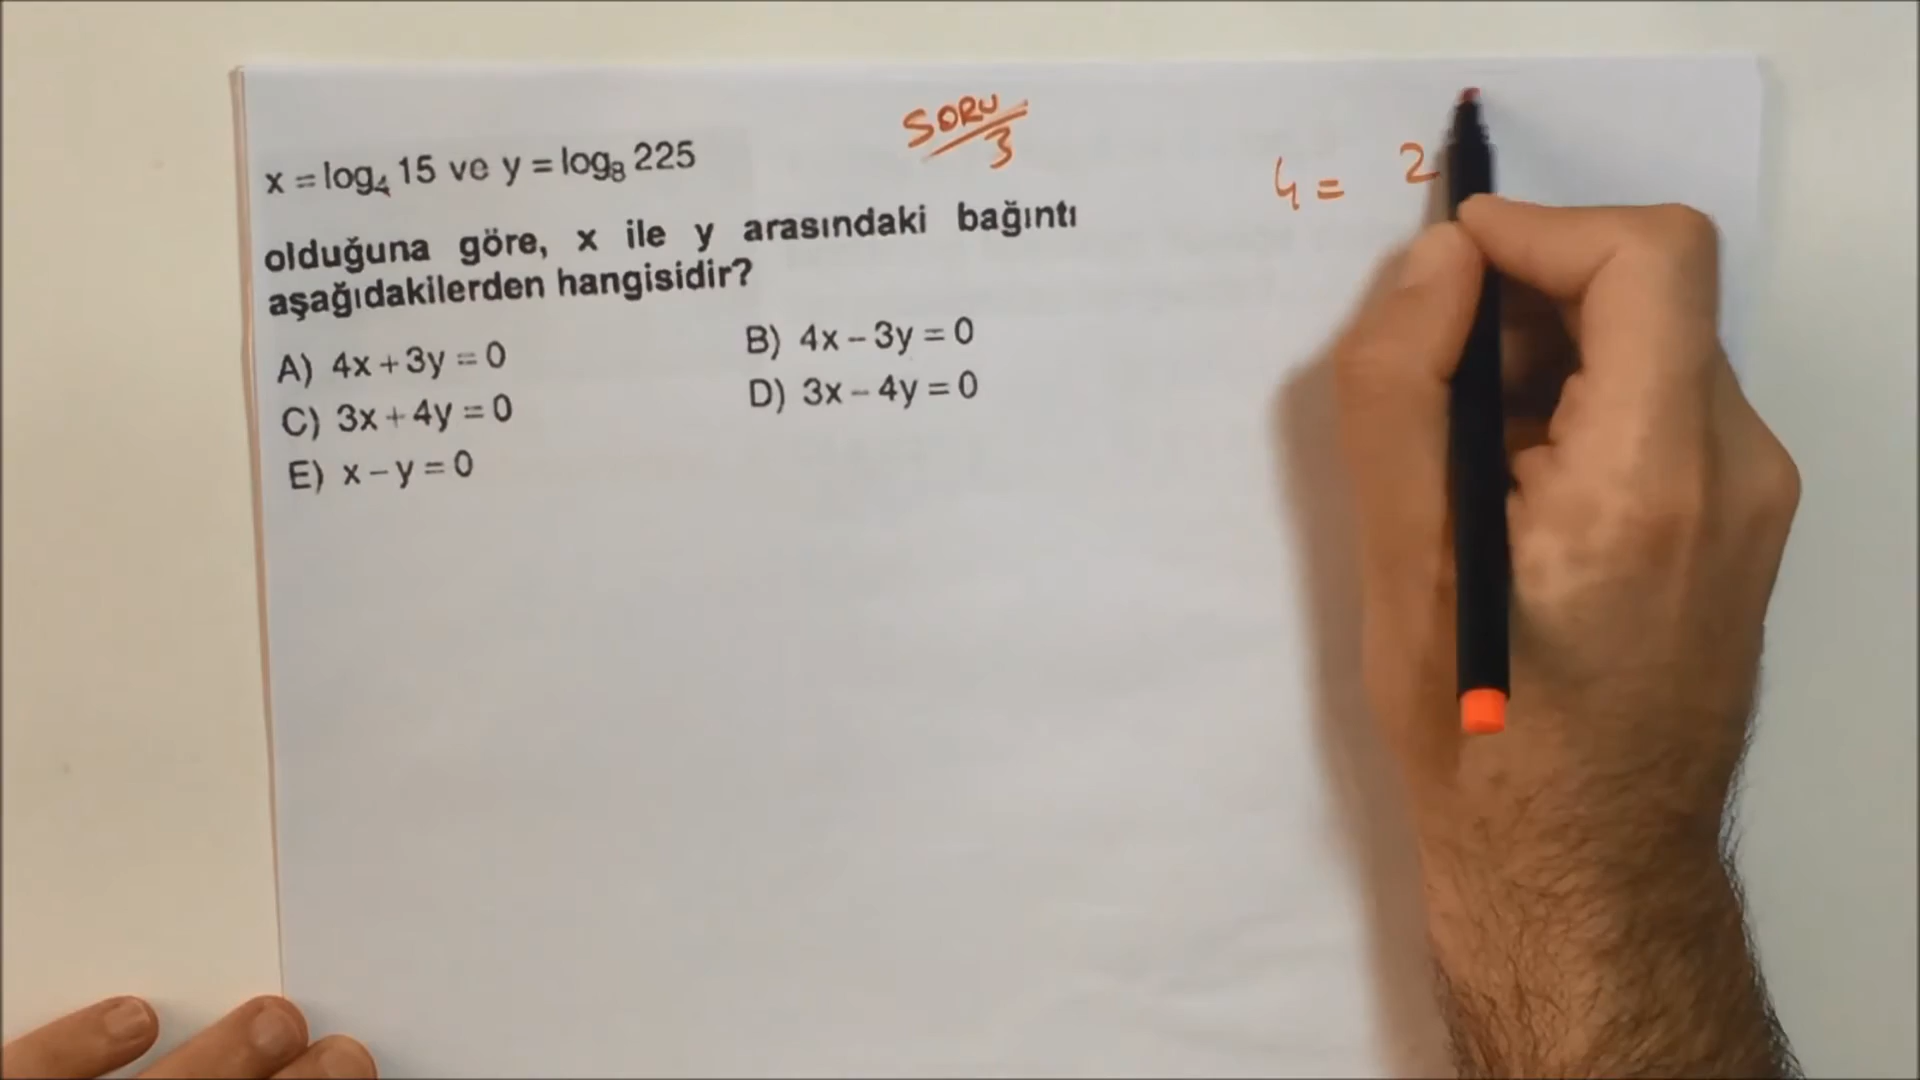 SORU
3
x = log₄ 15 ve y = log₈ 225
olduğuna göre, x ile y arasındaki bağıntı
aşağıdakilerden hangisidir?
A) 4x + 3y = 0
B) 4x – 3y = 0
C) 3x + 4y = 0
D) 3x – 4y = 0
E) x – y = 0
4 = 2